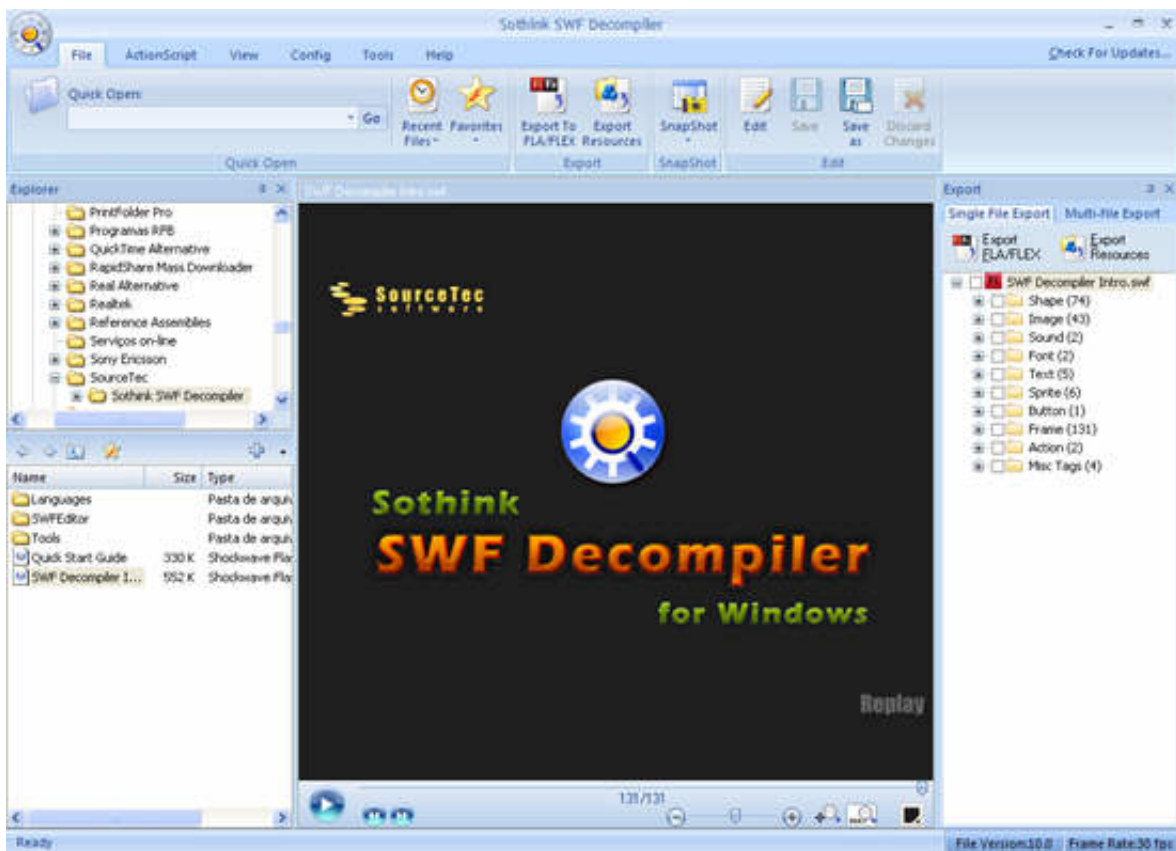 Sothink SWF Decompiler
File ActionScript View Config Tools Help
Check For Updates...
Quick Open:
Go
Recent Files
Favorites
Export To FLA/FLEX
Export Resources
SnapShot
Edit
Save
Save as
Discard Changes
Quick Open
Export
SnapShot
Edit
Explorer
PrintFolder Pro
Programas RFB
QuickTime Alternative
RapidShare Mass Downloader
Real Alternative
Realtek
Reference Assemblies
Serviços on-line
Sony Ericsson
SourceTec
Sothink SWF Decompiler
Name Size Type
Languages Pasta de arqui
SWFEditor Pasta de arqui
Tools Pasta de arqui
Quick Start Guide 330 K Shockwave Fla
SWF Decompiler I... 552 K Shockwave Fla
SWF Decompiler Intro.swf
SourceTec
software
Sothink
SWF Decompiler
for Windows
Replay
131/131
Export
Single File Export Multi-file Export
Export FLA/FLEX
Export Resources
SWF Decompiler Intro.swf
Shape (74)
Image (43)
Sound (2)
Font (2)
Text (5)
Sprite (6)
Button (1)
Frame (131)
Action (2)
Misc Tags (4)
Ready
File Version:10.0 Frame Rate:30 fps